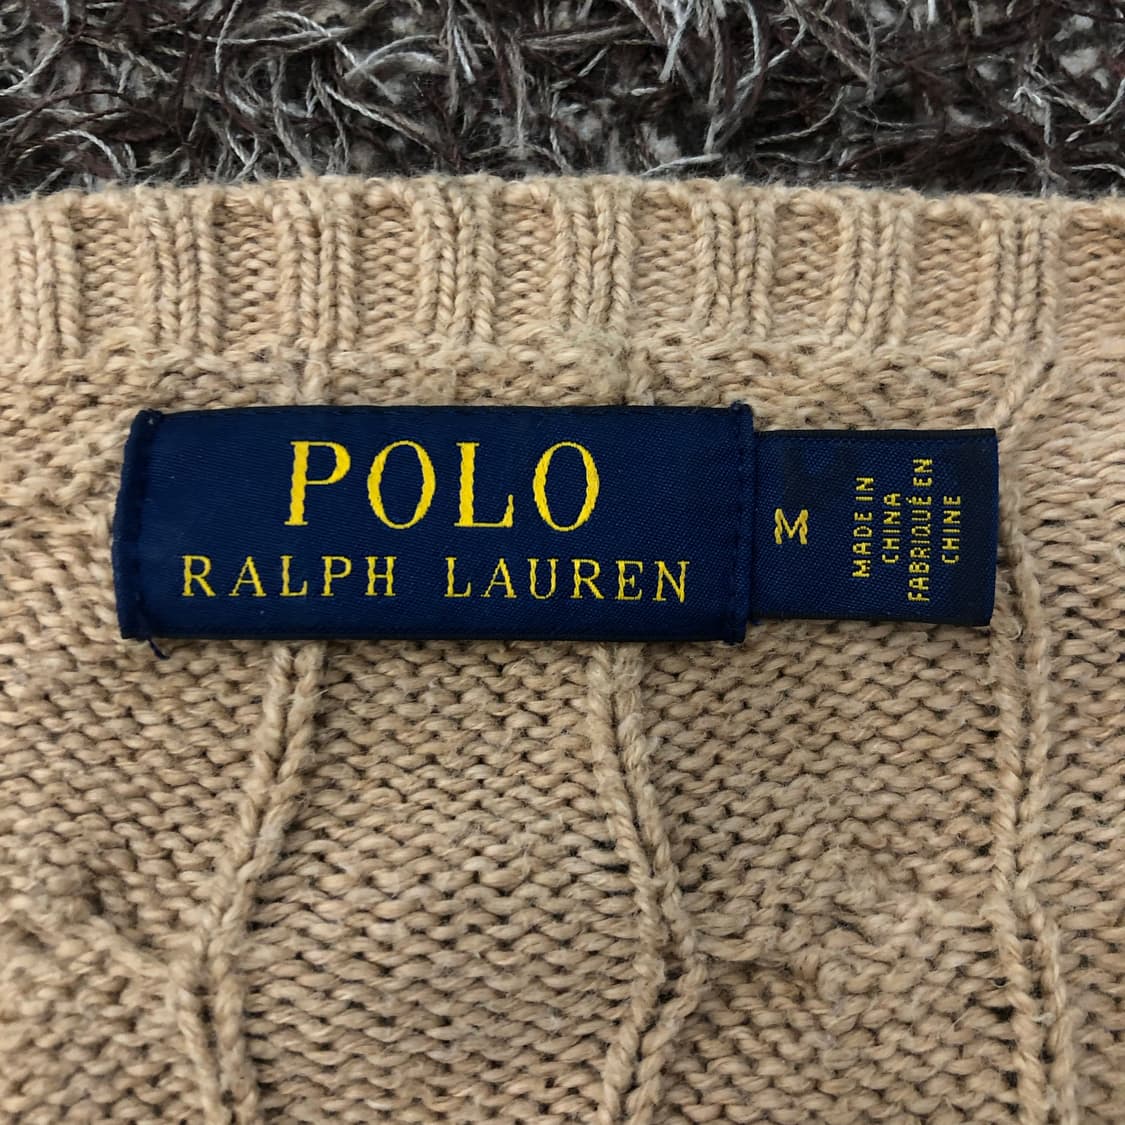 POLO
RALPH LAUREN
M
MADE IN
CHINA
FABRIQUÉ EN
CHINE